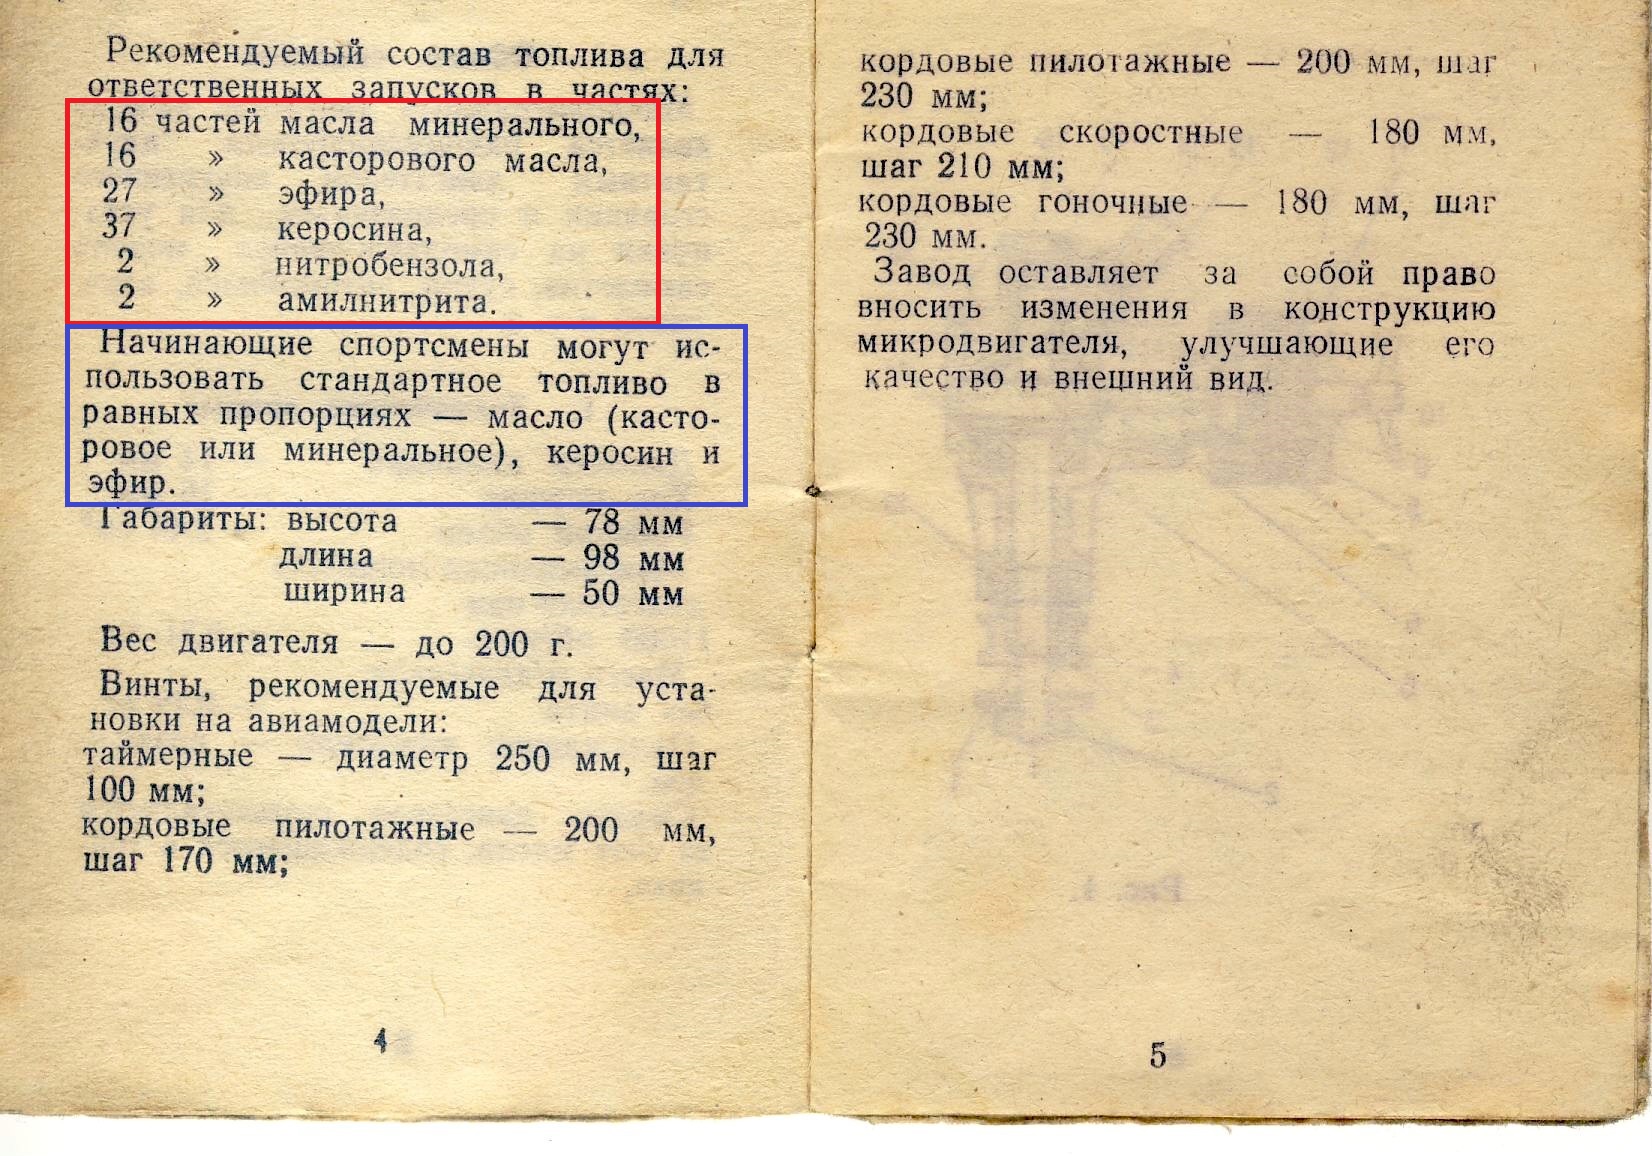 Рекомендуемый состав топлива для
ответственных запусков в частях:
16 частей масла минерального,
16 » касторового масла,
27 » эфира,
37 » керосина,
2 » нитробензола,
2 » амилнитрита.
Начинающие спортсмены могут ис-
пользовать стандартное топливо в
равных пропорциях — масло (касто-
ровое или минеральное), керосин и
эфир.
Габариты: высота — 78 мм
длина — 98 мм
ширина — 50 мм
Вес двигателя — до 200 г.
Винты, рекомендуемые для уста-
новки на авиамодели:
таймерные — диаметр 250 мм, шаг
100 мм;
кордовые пилотажные — 200 мм,
шаг 170 мм;
4
кордовые пилотажные — 200 мм, шаг
230 мм;
кордовые скоростные — 180 мм,
шаг 210 мм;
кордовые гоночные — 180 мм, шаг
230 мм.
Завод оставляет за собой право
вносить изменения в конструкцию
микродвигателя, улучшающие его
качество и внешний вид.
5